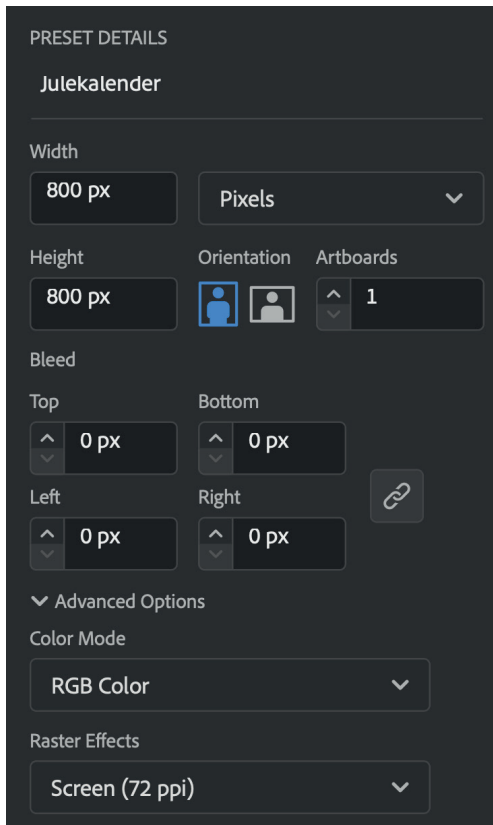 PRESET DETAILS
Julekalender
Width
800 px Pixels
Height Orientation Artboards
800 px 1
Bleed
Top Bottom
0 px 0 px
Left Right
0 px 0 px
Advanced Options
Color Mode
RGB Color
Raster Effects
Screen (72 ppi)